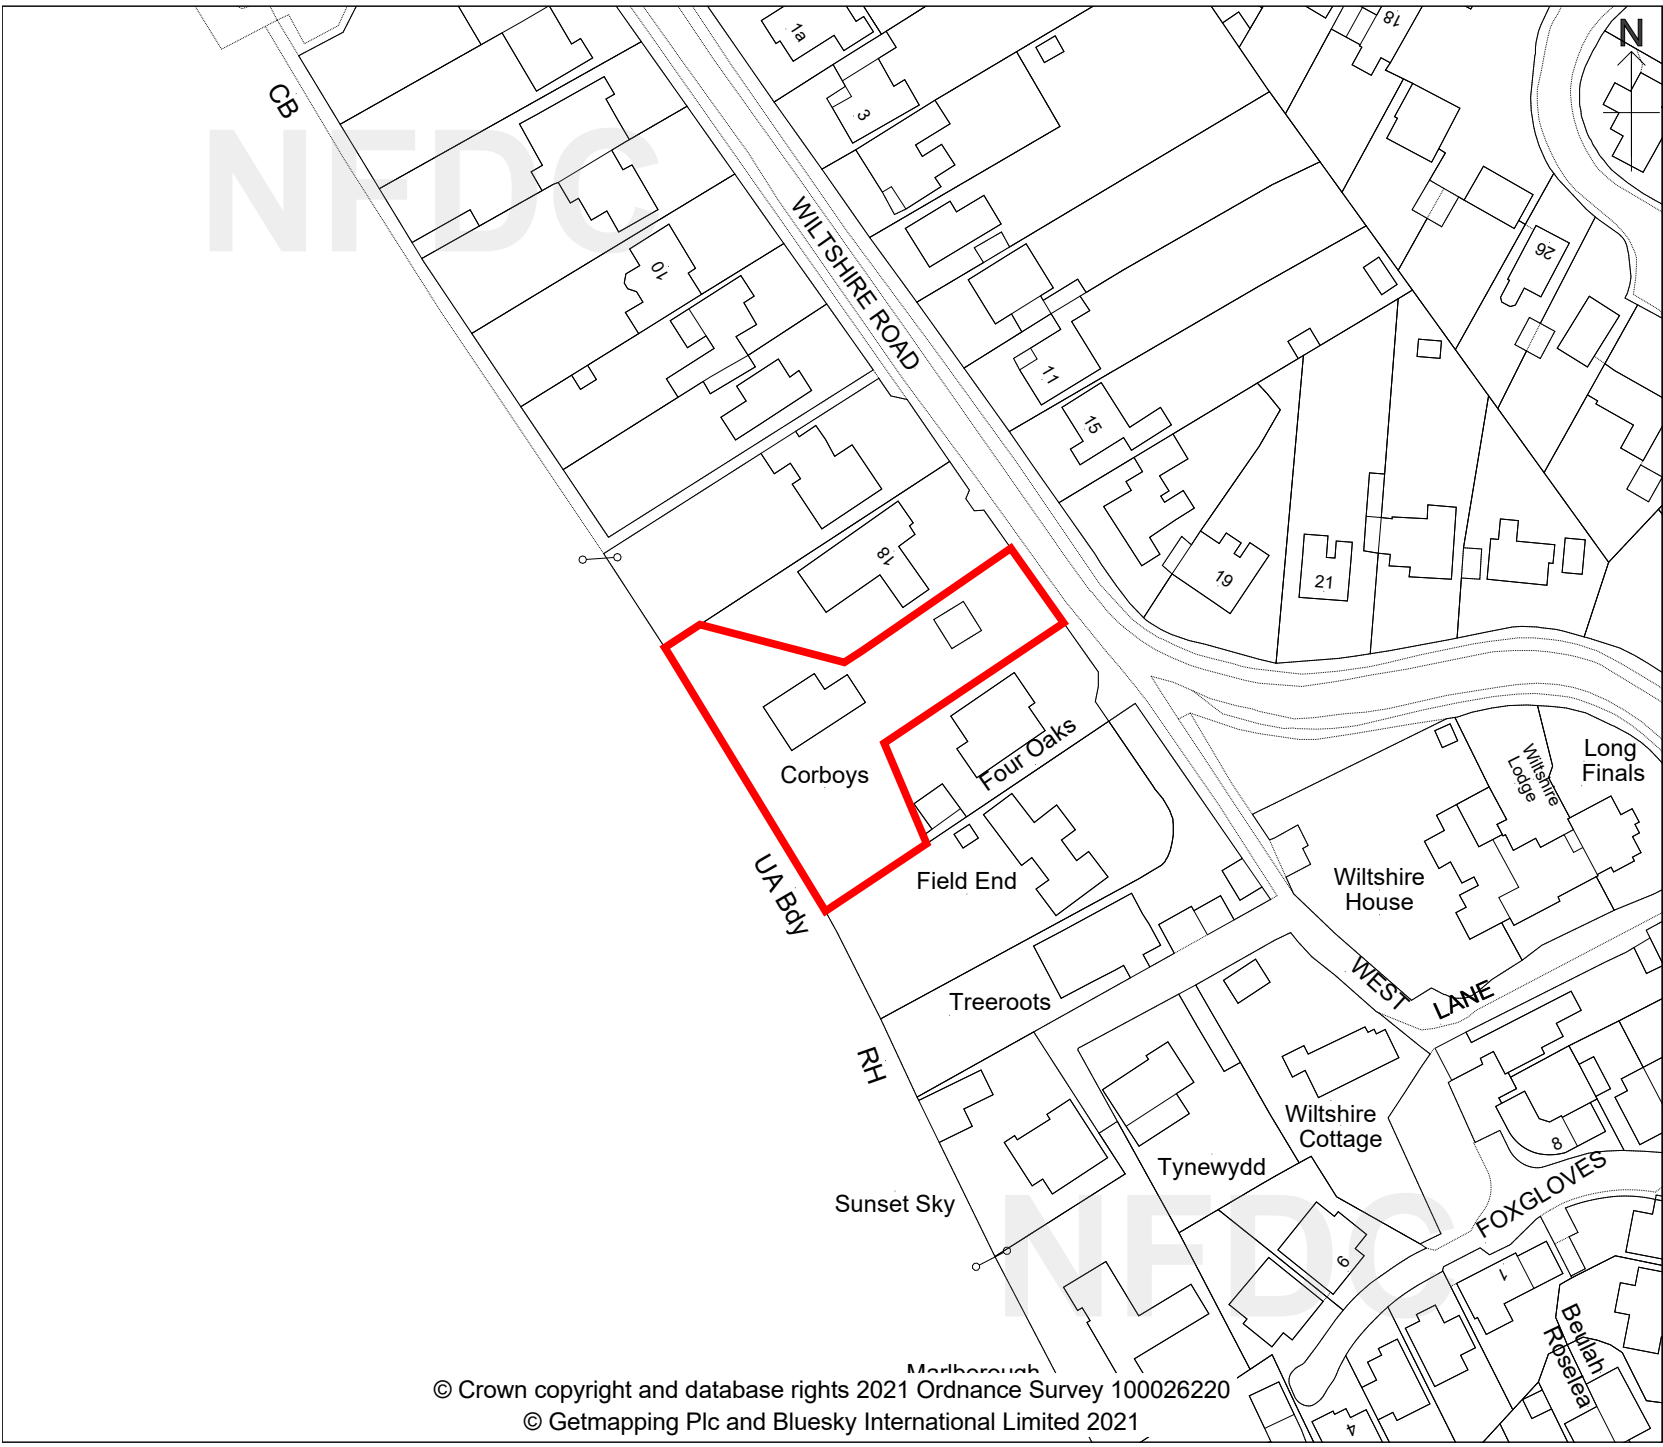 1a
18
N
CB
3
NFDC
WILTSHIRE ROAD
10
26
11
15
18
19
21
Corboys
Four Oaks
Long
Finals
Wiltshire
Lodge
Field End
UA Bdy
Wiltshire
House
WEST
LANE
Treeroots
RH
Wiltshire
Cottage
8
Tynewydd
FOXGLOVES
Sunset Sky
NFDC
9
1
Beulah
Roselea
Marlborough
4
© Crown copyright and database rights 2021 Ordnance Survey 100026220
© Getmapping Plc and Bluesky International Limited 2021